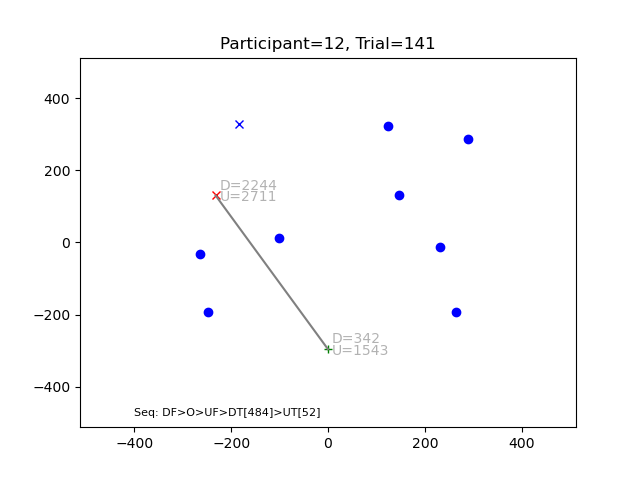 Participant=12, Trial=141
400
200
0
−200
−400
D=2244
U=2711
D=342
U=1543
Seq: DF>O>UF>DT[484]>UT[52]
−400
−200
0
200
400